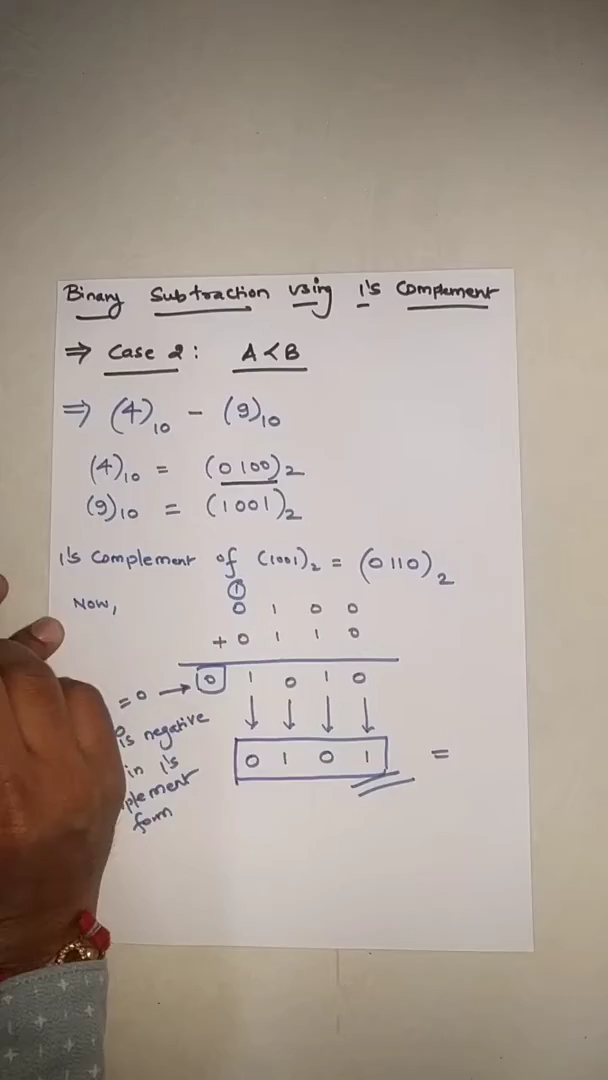 Binary Subtraction using 1's Complement
⇒ Case 2: A < B
⇒ (4)₁₀ - (9)₁₀
(4)₁₀ = (0100)₂
(9)₁₀ = (1001)₂
1's complement of (1001)₂ = (0110)₂
1
Now, 0 1 0 0
+ 0 1 1 0
= 0 → 0 1 0 1 0
is negative
in 1's
plement
form
0 1 0 1 =